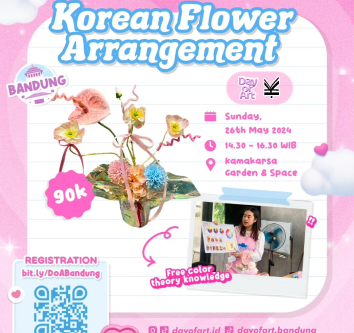 Korean Flower
Arrangement
BANDUNG
Day
of
Art
Sunday,
26th May 2024
14.30 - 16.30 WIB
Kamakarsa
Garden & Space
90k
Free color
theory knowledge
!!
REGISTRATION
bit.ly/DoABandung
dayofart.id
dayofart.bandung